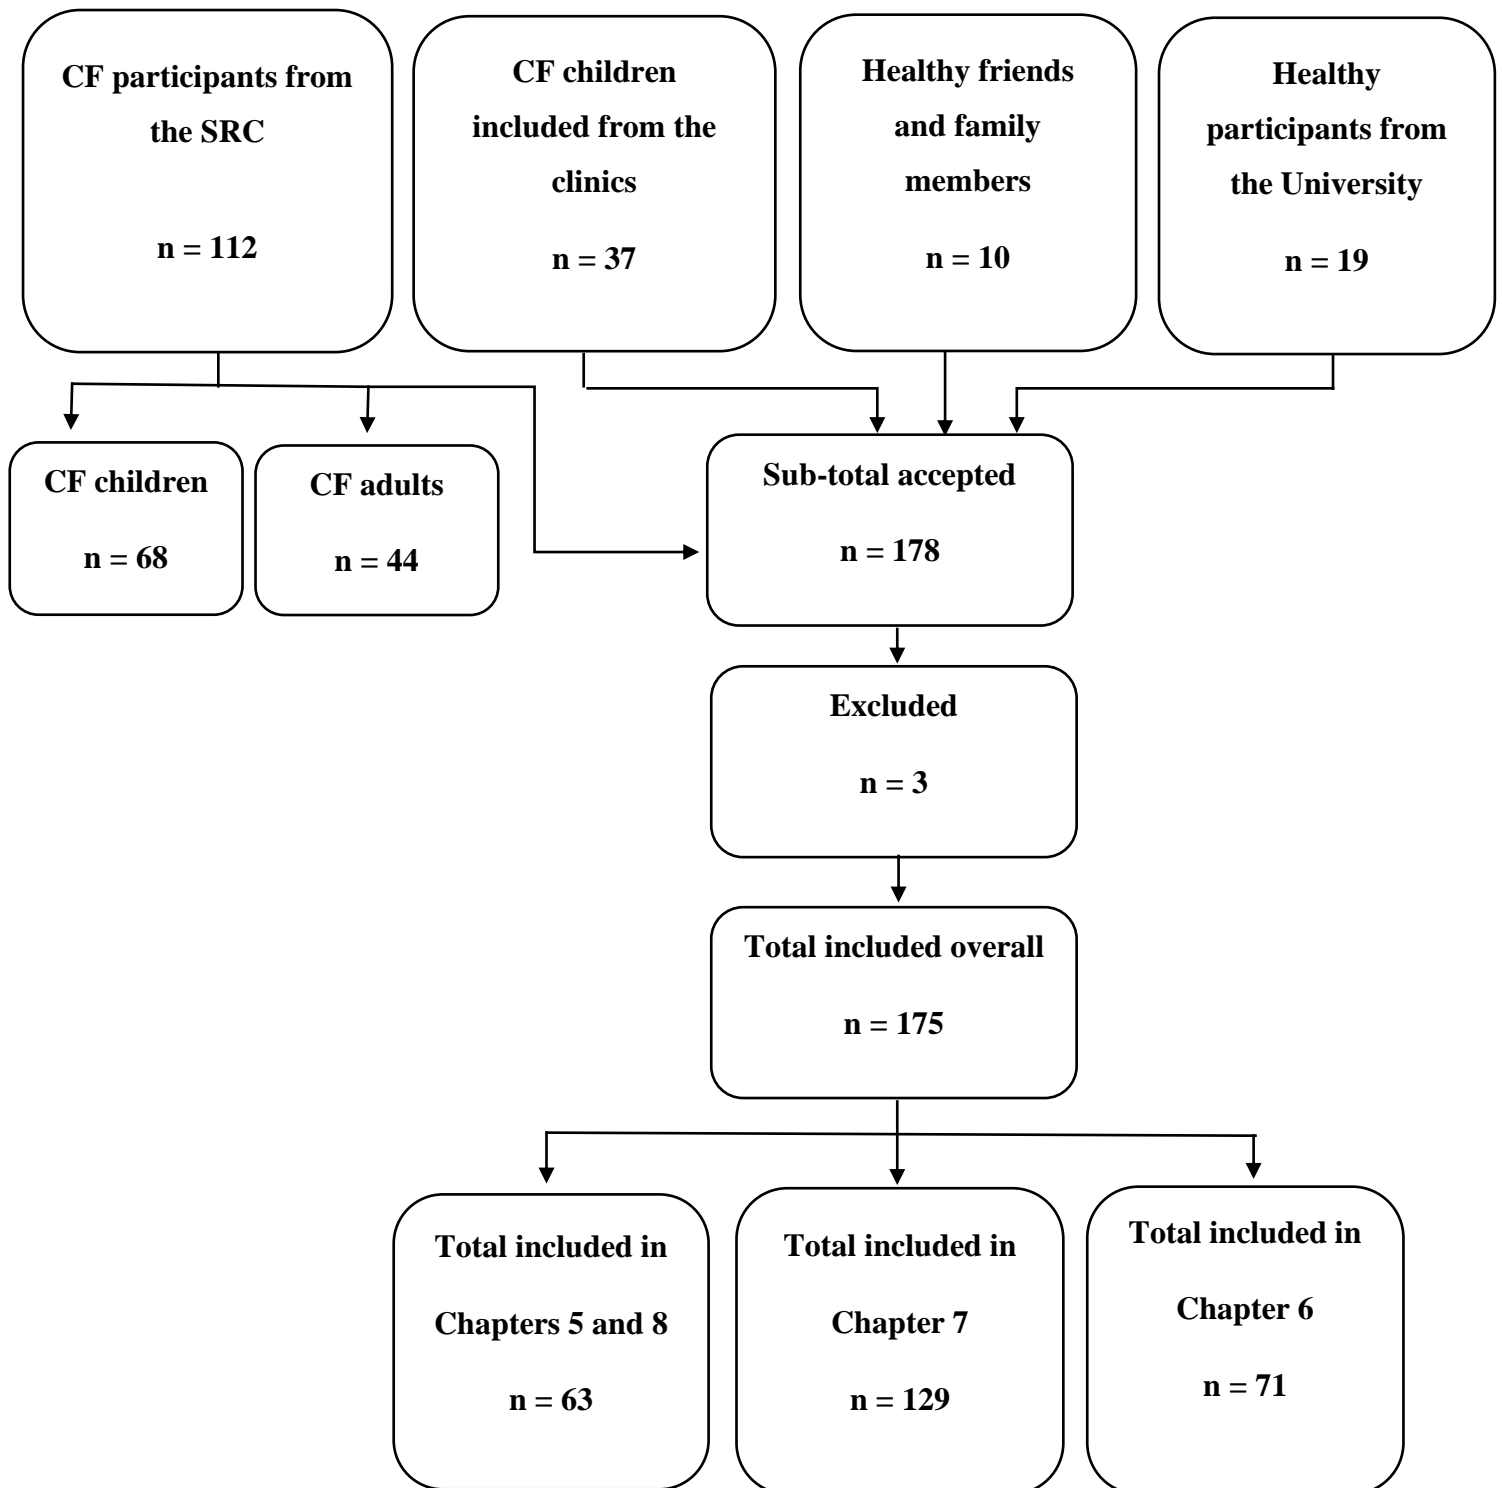 CF participants from
the SRC
n = 112
CF children
included from the
clinics
n = 37
Healthy friends
and family
members
n = 10
Healthy
participants from
the University
n = 19
CF children
n = 68
CF adults
n = 44
Sub-total accepted
n = 178
Excluded
n = 3
Total included overall
n = 175
Total included in
Chapters 5 and 8
n = 63
Total included in
Chapter 7
n = 129
Total included in
Chapter 6
n = 71